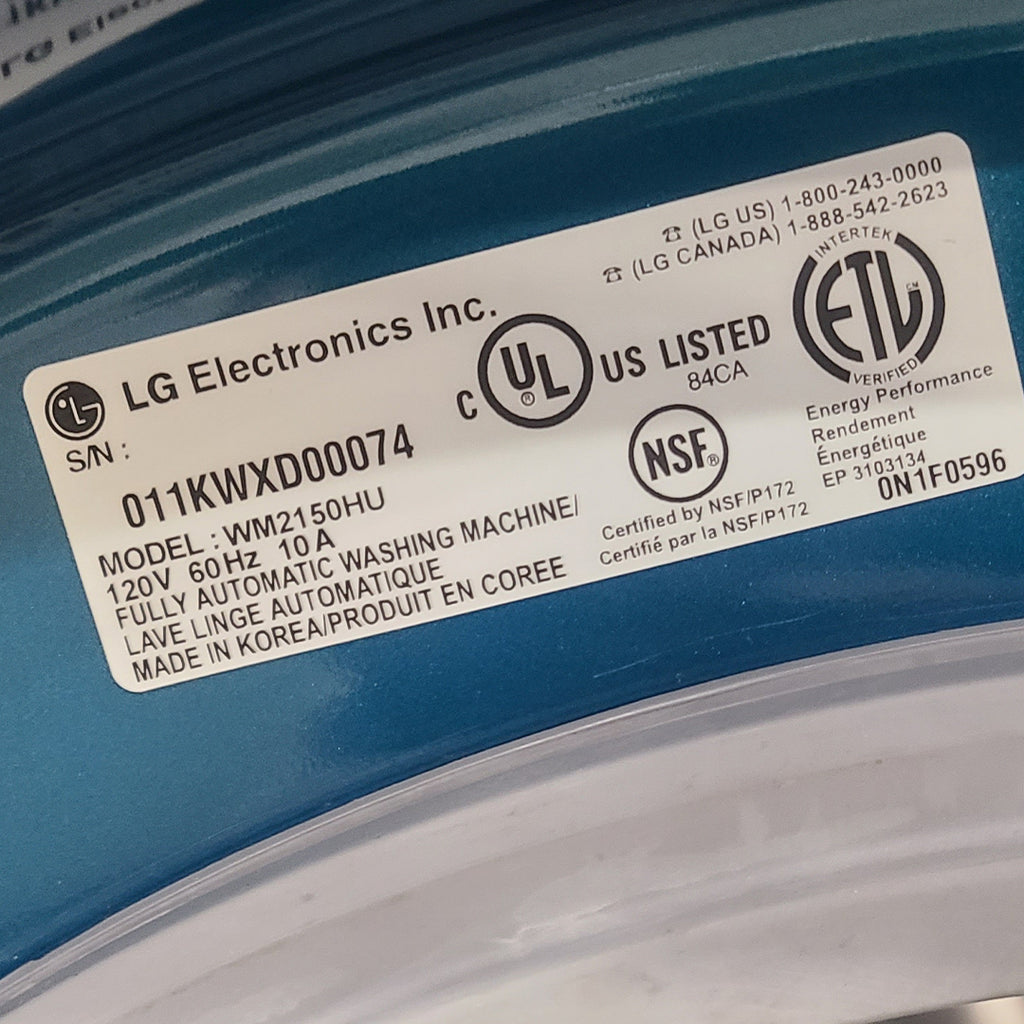 ☎ (LG US) 1-800-243-0000
☎ (LG CANADA) 1-888-542-2623
LG LG Electronics Inc.
S/N :
011KWXD00074
MODEL : WM2150HU
120V 60Hz 10A
FULLY AUTOMATIC WASHING MACHINE/
LAVE LINGE AUTOMATIQUE
MADE IN KOREA/PRODUIT EN COREE
C UL ® US LISTED
84CA
NSF®
Certified by NSF/P172
Certifié par la NSF/P172
INTERTEK
ETL CM
VERIFIED
Energy Performance
Rendement
Énergétique
EP 3103134
0N1F0596